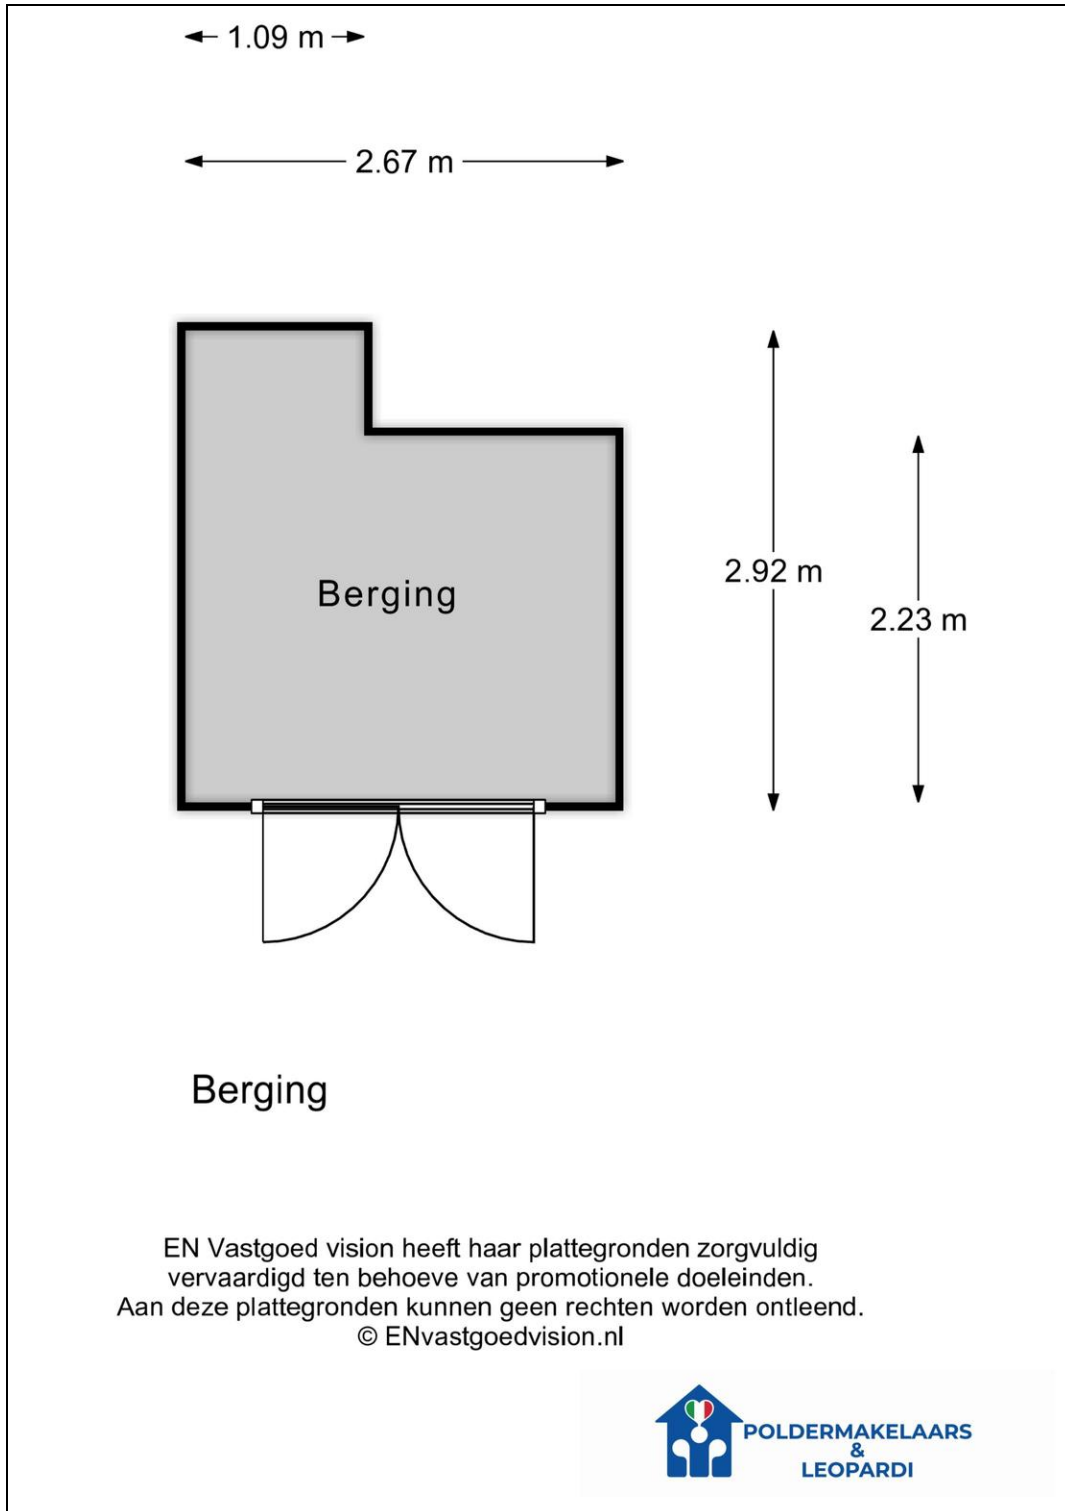 1.09 m
2.67 m
2.92 m
2.23 m
Berging
Berging
EN Vastgoed vision heeft haar plattegronden zorgvuldig
vervaardigd ten behoeve van promotionele doeleinden.
Aan deze plattegronden kunnen geen rechten worden ontleend.
© ENvastgoedvision.nl
POLDERMAKELAARS
&
LEOPARDI